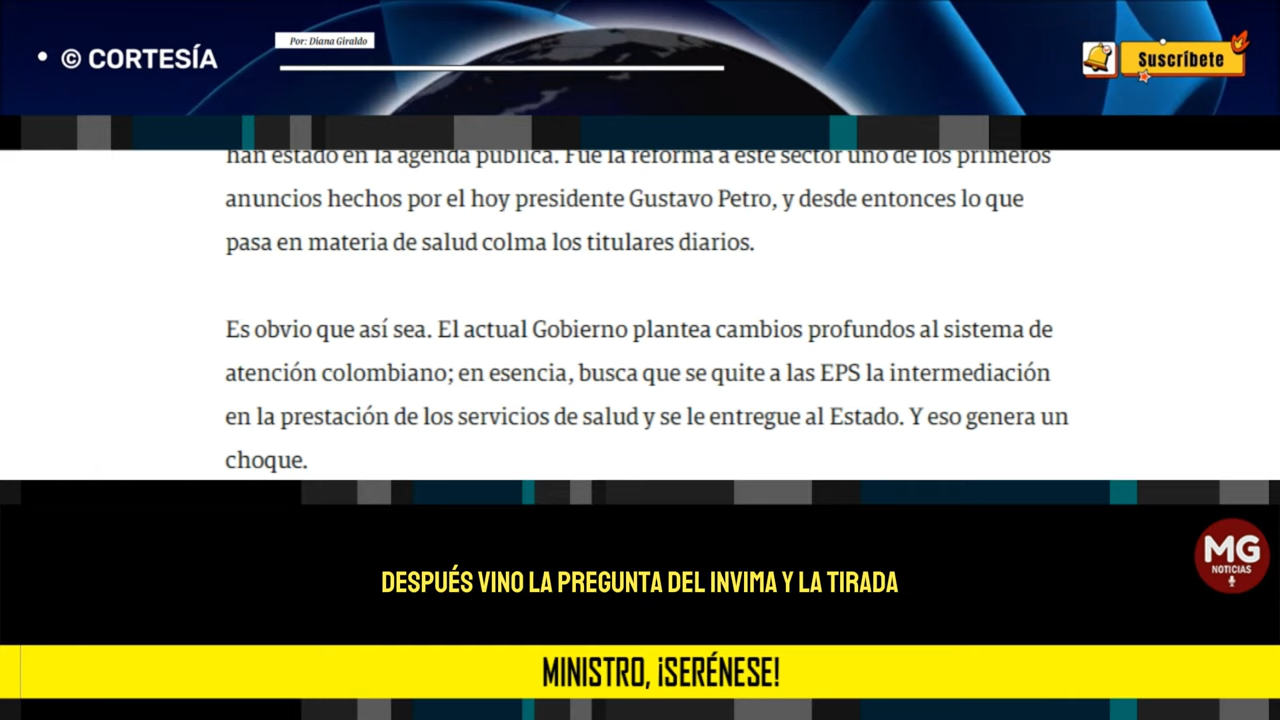 • © CORTESÍA
Por: Diana Giraldo
Suscríbete
han estado en la agenda pública. Fue la reforma a este sector uno de los primeros
anuncios hechos por el hoy presidente Gustavo Petro, y desde entonces lo que
pasa en materia de salud colma los titulares diarios.
Es obvio que así sea. El actual Gobierno plantea cambios profundos al sistema de
atención colombiano; en esencia, busca que se quite a las EPS la intermediación
en la prestación de los servicios de salud y se le entregue al Estado. Y eso genera un
choque.
MG
NOTICIAS
DESPUÉS VINO LA PREGUNTA DEL INVIMA Y LA TIRADA
MINISTRO, ¡SERÉNESE!